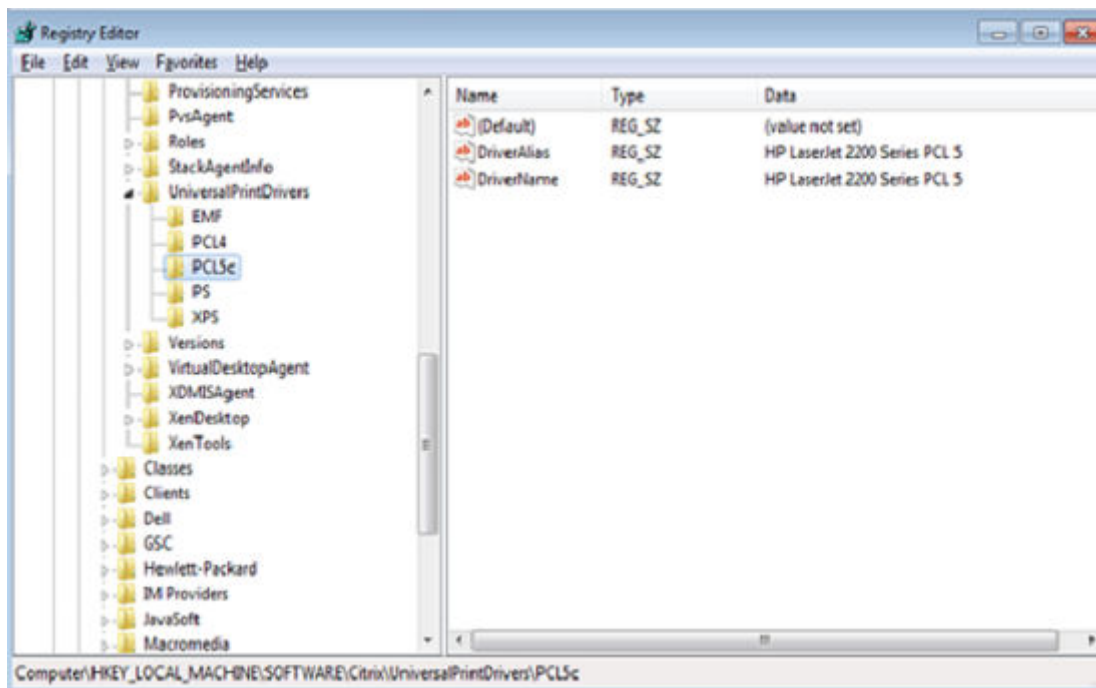 Registry Editor
File Edit View Favorites Help
ProvisioningServices
PvsAgent
Roles
StackAgentInfo
UniversalPrintDrivers
EMF
PCL4
PCL5c
PS
XPS
Versions
VirtualDesktopAgent
XDMISAgent
XenDesktop
XenTools
Classes
Clients
Dell
GSC
Hewlett-Packard
IM Providers
JavaSoft
Macromedia
Name Type Data
ab (Default) REG_SZ (value not set)
ab DriverAlias REG_SZ HP LaserJet 2200 Series PCL 5
ab DriverName REG_SZ HP LaserJet 2200 Series PCL 5
Computer\HKEY_LOCAL_MACHINE\SOFTWARE\Citrix\UniversalPrintDrivers\PCL5c